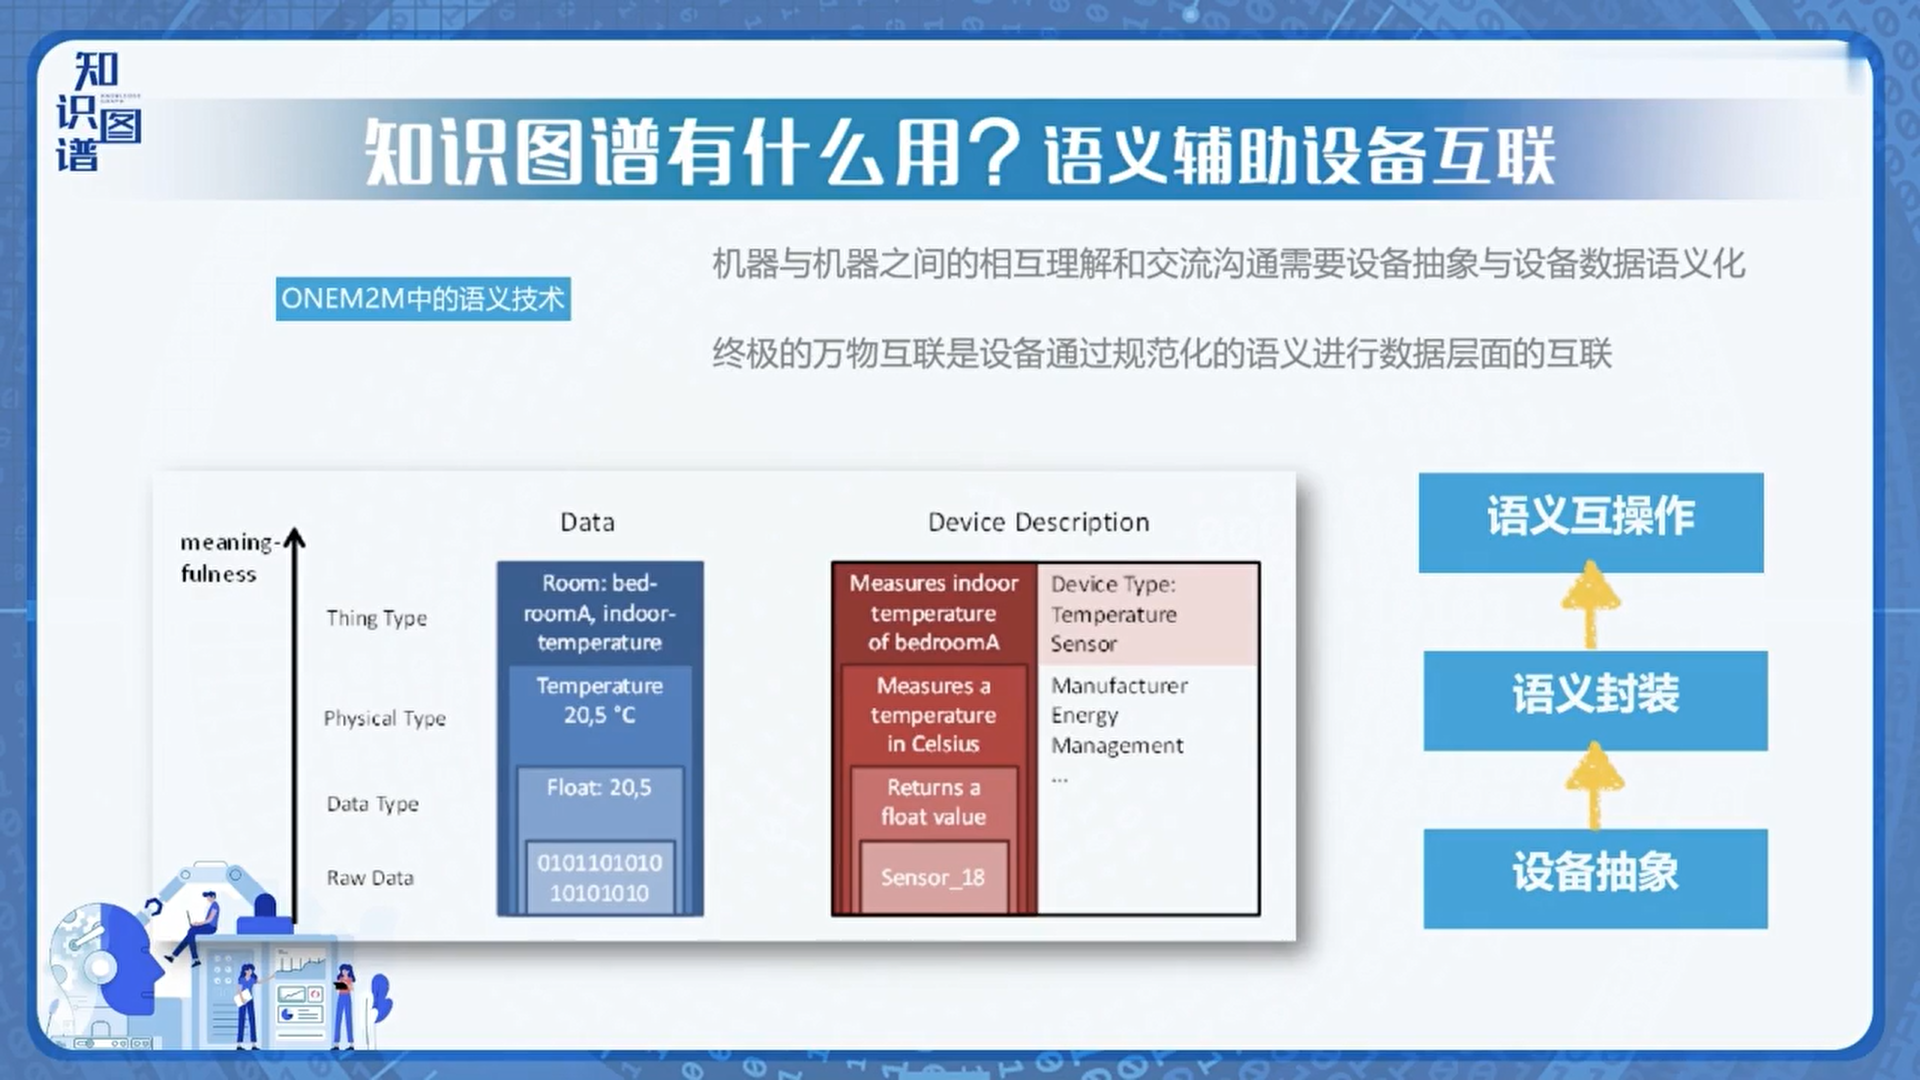 知识图谱
KNOWLEDGE
GRAPH
知识图谱有什么用？语义辅助设备互联
ONEM2M中的语义技术
机器与机器之间的相互理解和交流沟通需要设备抽象与设备数据语义化
终极的万物互联是设备通过规范化的语义进行数据层面的互联
meaning-
fulness
Thing Type
Physical Type
Data Type
Raw Data
Data
Room: bed-
roomA, indoor-
temperature
Temperature
20,5 °C
Float: 20,5
0101101010
10101010
Device Description
Measures indoor
temperature
of bedroomA
Measures a
temperature
in Celsius
Returns a
float value
Sensor_18
Device Type:
Temperature
Sensor
Manufacturer
Energy
Management
...
语义互操作
语义封装
设备抽象